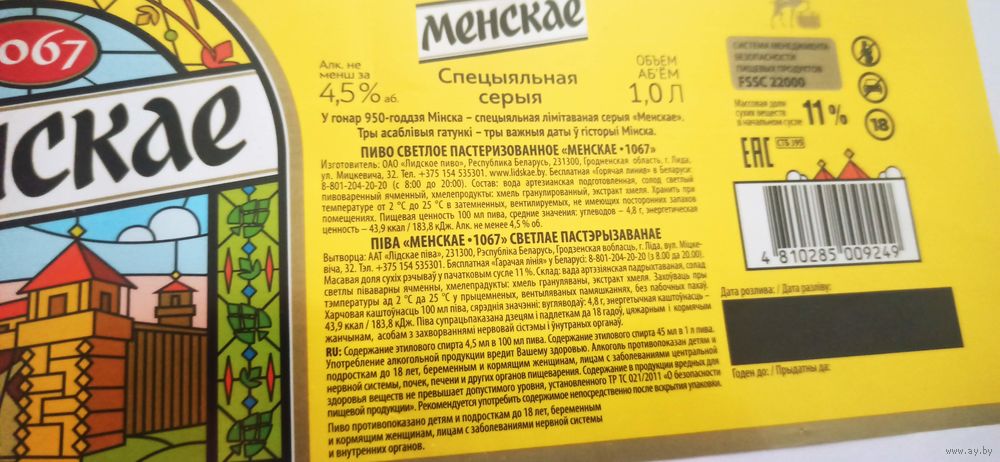 1067
нскае
Менскае
Спецыяльная
серыя
Алк. не
менш за
4,5% аб.
ОБЪЕМ
АБ'ЁМ
1,0 Л
У гонар 950-годдзя Мінска – спецыяльная лімітаваная серыя «Менскае».
Тры асаблівыя гатункі – тры важныя даты ў гісторыі Мінска.
ПИВО СВЕТЛОЕ ПАСТЕРИЗОВАННОЕ «МЕНСКАЕ•1067»
Изготовитель: ОАО «Лидское пиво», Республика Беларусь, 231300, Гродненская область, г. Лида,
ул. Мицкевича, 32. Тел. +375 154 535301. www.lidskae.by. Бесплатная «Горячая линия» в Беларуси:
8-801-204-20-20 (с 8:00 до 20:00). Состав: вода артезианская подготовленная, солод светлый
пивоваренный ячменный, хмелепродукты: хмель гранулированный, экстракт хмеля. Хранить при
температуре от 2 °С до 25 °С в затемненных, вентилируемых, не имеющих посторонних запахов
помещениях. Пищевая ценность 100 мл пива, средние значения: углеводов – 4,8 г, энергетическая
ценность – 43,9 ккал / 183,8 кДж. Алк. не менее 4,5 % об.
ПІВА «МЕНСКАЕ•1067» СВЕТЛАЕ ПАСТЭРЫЗАВАНАЕ
Вытворца: ААТ «Лідскае піва», 231300, Рэспубліка Беларусь, Гродзенская вобласць, г. Ліда, вул. Міцке-
віча, 32. Тэл. +375 154 535301. Бясплатная «Гарачая лінія» у Беларусі: 8-801-204-20-20 (з 8.00 да 20.00).
Масавая доля сухіх рэчываў у пачатковым сусле 11 %. Склад: вада артэзіянская падрыхтаваная, солад
светлы піваварны ячменны, хмелепрадукты: хмель грануляваны, экстракт хмеля. Захоўваць пры
тэмпературы ад 2 °С да 25 °С у прыцемненых, вентыляваных памяшканнях, без пабочных пахаў.
Харчовая каштоўнасць 100 мл піва, сярэднія значэнні: вугляводаў: 4,8 г, энергетычная каштоўнасць –
43,9 ккал / 183,8 кДж. Піва супрацьпаказана дзецям і падлеткам да 18 гадоў, цяжарным і кормячым
жанчынам, асобам з захворваннямі нервовай сістэмы і ўнутраных органаў.
RU: Содержание этилового спирта 4,5 мл в 100 мл пива. Содержание этилового спирта 45 мл в 1 л пива.
Употребление алкогольной продукции вредит Вашему здоровью. Алкоголь противопоказан детям и
подросткам до 18 лет, беременным и кормящим женщинам, лицам с заболеваниями центральной
нервной системы, почек, печени и других органов пищеварения. Содержание в продукции вредных для
здоровья веществ не превышает допустимого уровня, установленного ТР ТС 021/2011 «О безопасности
пищевой продукции». Рекомендуется употребить содержимое непосредственно после вскрытия упаковки.
Пиво противопоказано детям и подросткам до 18 лет, беременным
и кормящим женщинам, лицам с заболеваниями нервной системы
и внутренних органов.
СИСТЕМА МЕНЕДЖМЕНТА
БЕЗОПАСНОСТИ
ПИЩЕВЫХ ПРОДУКТОВ
FSSC 22000
Массовая доля
сухих веществ
в начальном сусле
11 %
18
EAC
СТБ 395
4 810285 009249
Дата розлива: / Дата разліву:
Годен до: / Прыдатны да:
www.ay.by